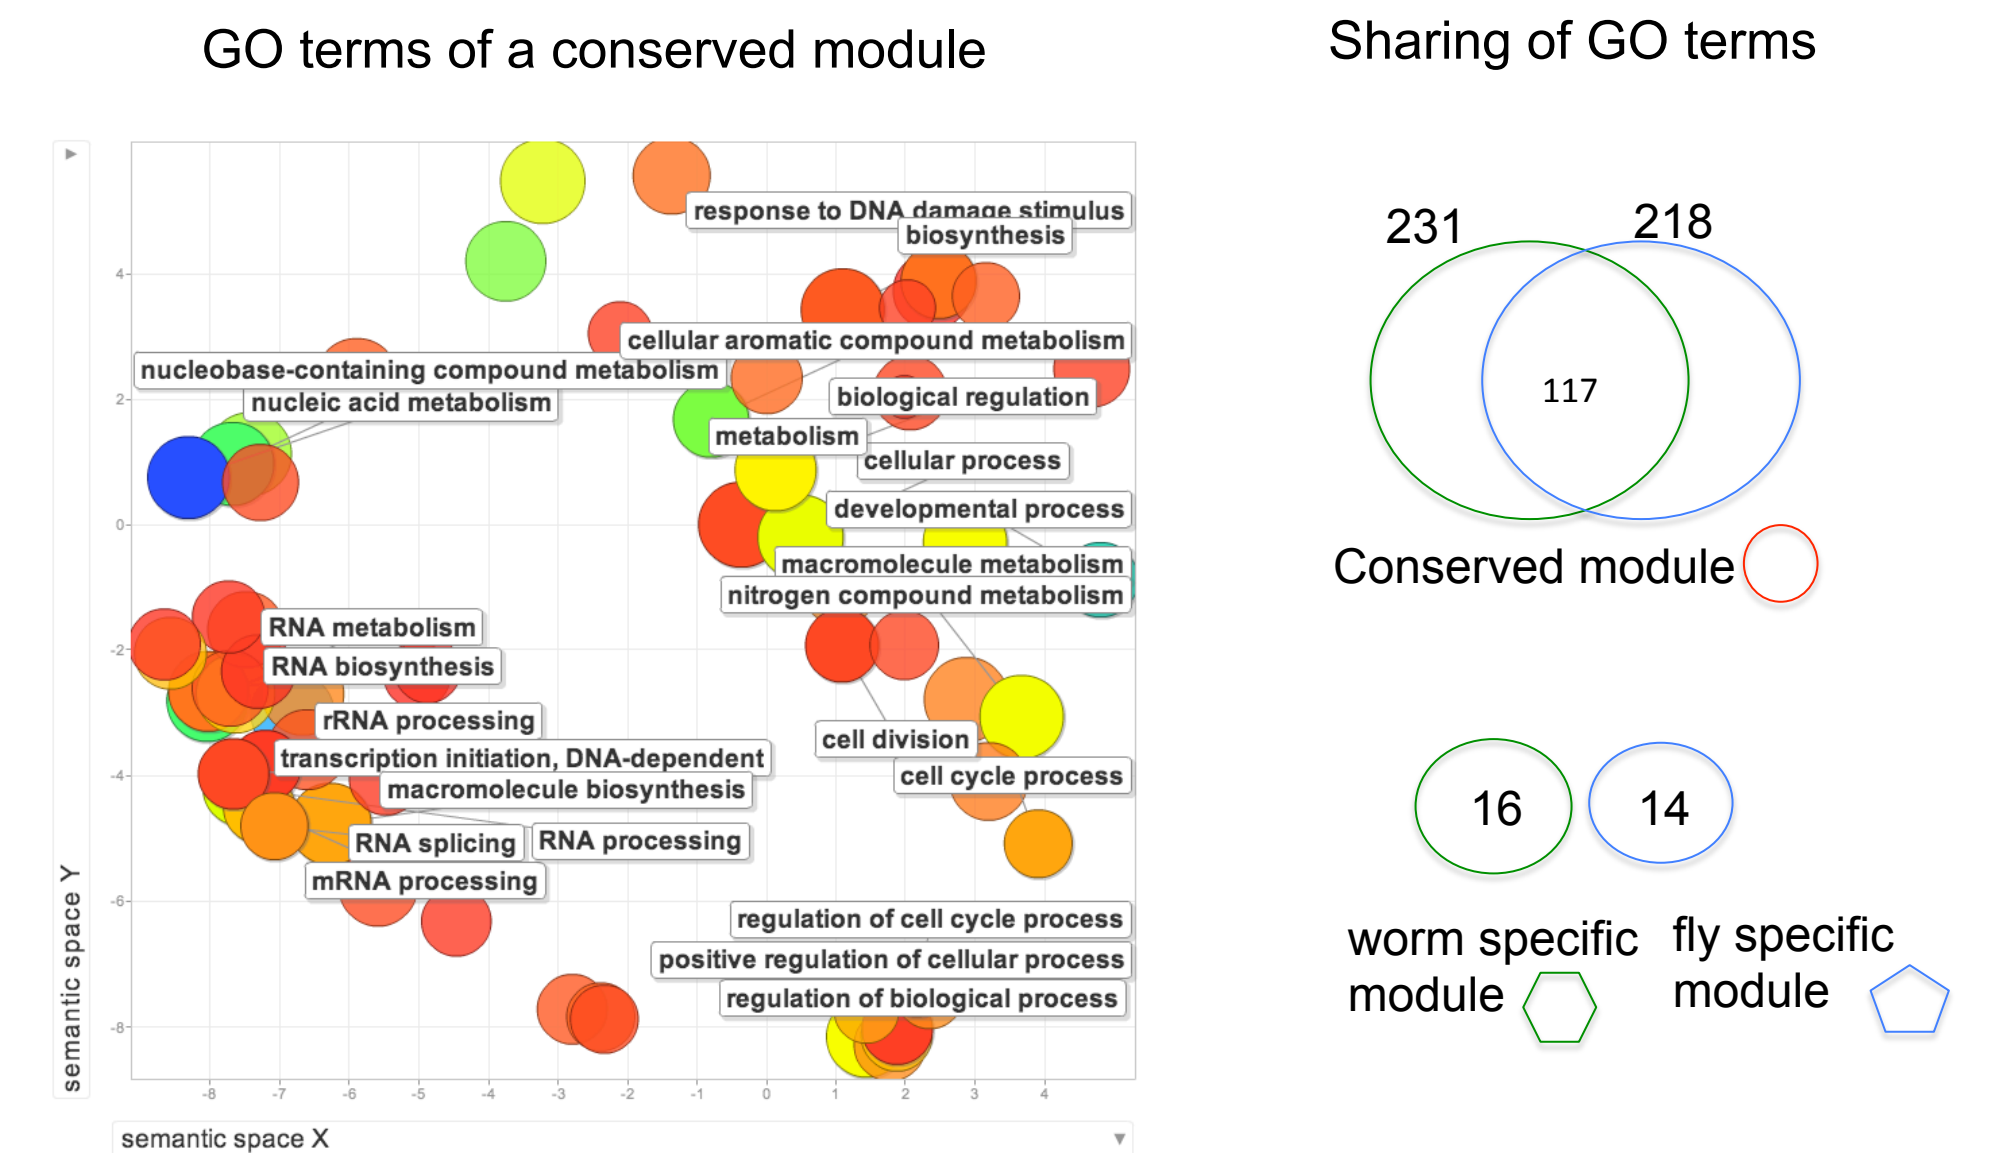 GO terms of a conserved module
Sharing of GO terms
response to DNA damage stimulus
biosynthesis
cellular aromatic compound metabolism
nucleobase-containing compound metabolism
biological regulation
nucleic acid metabolism
metabolism
cellular process
developmental process
macromolecule metabolism
nitrogen compound metabolism
RNA metabolism
RNA biosynthesis
rRNA processing
cell division
transcription initiation, DNA-dependent
cell cycle process
macromolecule biosynthesis
RNA splicing
RNA processing
mRNA processing
regulation of cell cycle process
positive regulation of cellular process
regulation of biological process
4
2
0
-2
-4
-6
-8
-8 -7 -6 -5 -4 -3 -2 -1 0 1 2 3 4
semantic space Y
semantic space X
231
218
117
Conserved module
16
14
worm specific
module
fly specific
module